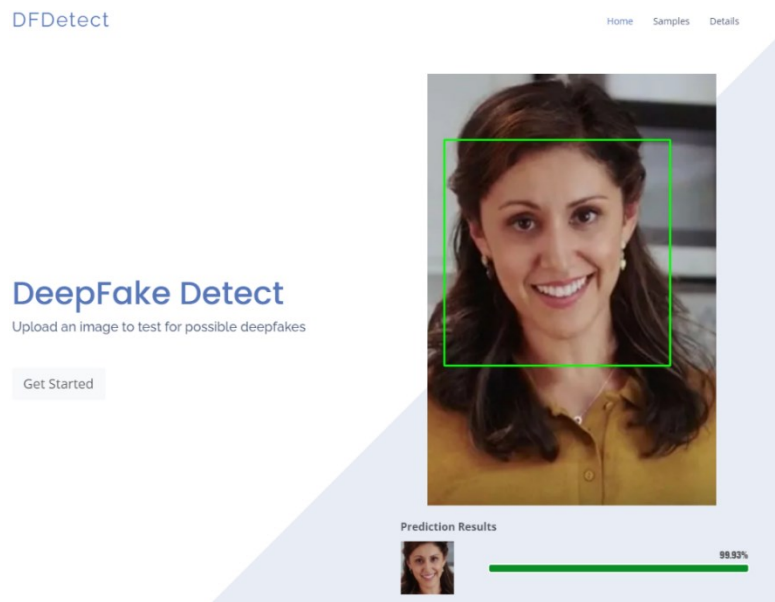 DFDetect
Home Samples Details
DeepFake Detect
Upload an image to test for possible deepfakes
Get Started
Prediction Results
99.93%